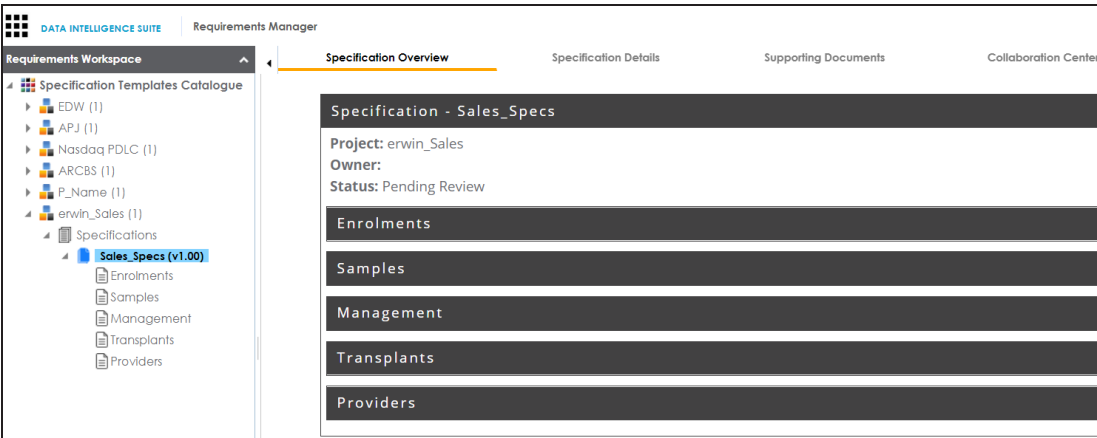 DATA INTELLIGENCE SUITE Requirements Manager
Requirements Workspace
Specification Templates Catalogue
EDW (1)
APJ (1)
Nasdaq PDLC (1)
ARCBS (1)
P_Name (1)
erwin_Sales (1)
Specifications
Sales_Specs (v1.00)
Enrolments
Samples
Management
Transplants
Providers
Specification Overview Specification Details Supporting Documents Collaboration Center
Specification - Sales_Specs
Project: erwin_Sales
Owner:
Status: Pending Review
Enrolments
Samples
Management
Transplants
Providers